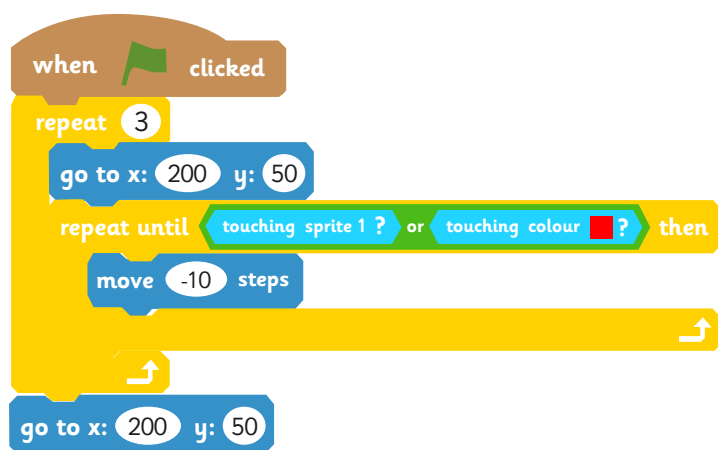 when clicked
repeat 3
go to x: 200 y: 50
repeat until touching sprite 1 ? or touching colour ? then
move -10 steps
go to x: 200 y: 50